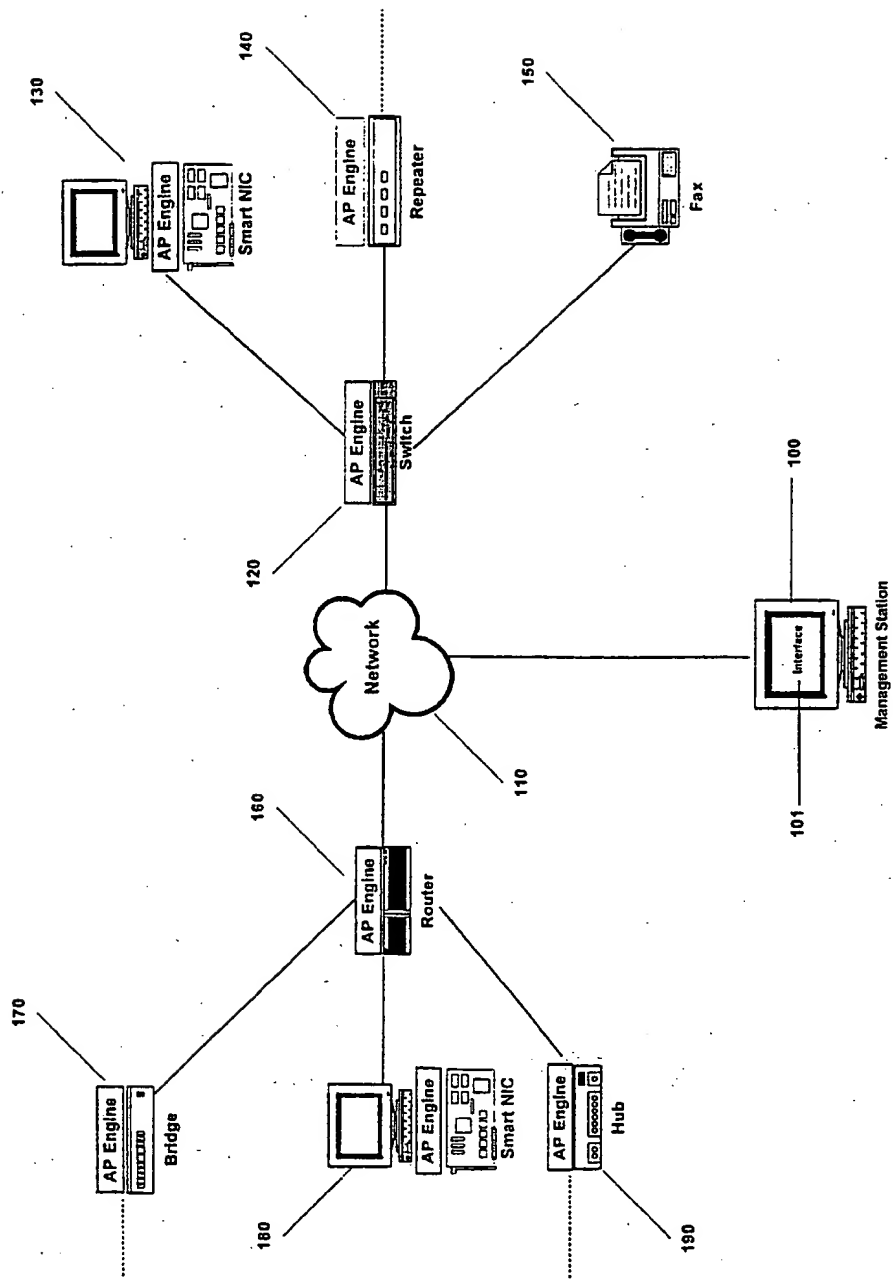 130
AP Engine
Smart NIC
140
AP Engine
Repeater
150
Fax
120
AP Engine
Switch
Network
110
100
Interface
101
Management Station
160
AP Engine
Router
170
AP Engine
Bridge
180
AP Engine
Smart NIC
AP Engine
Hub
190